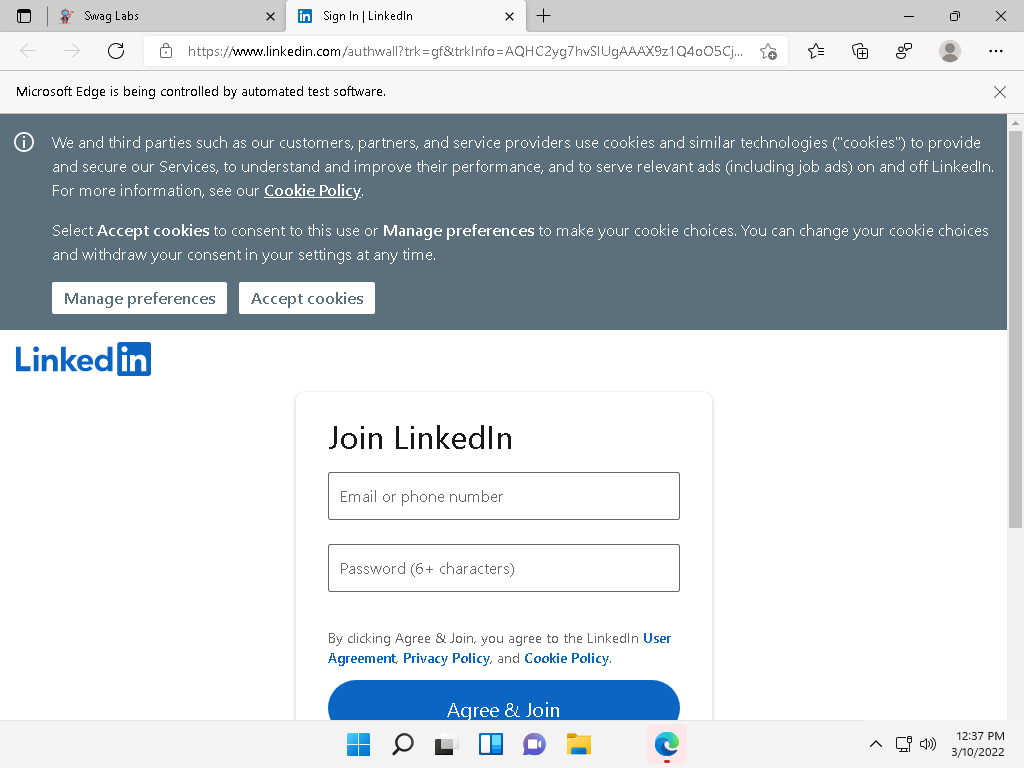 Swag Labs
Sign In | LinkedIn
https://www.linkedin.com/authwall?trk=gf&trkInfo=AQHC2yg7hvSlUgAAAX9z1Q4oO5Cj...
Microsoft Edge is being controlled by automated test software.
We and third parties such as our customers, partners, and service providers use cookies and similar technologies ("cookies") to provide
and secure our Services, to understand and improve their performance, and to serve relevant ads (including job ads) on and off LinkedIn.
For more information, see our Cookie Policy.
Select Accept cookies to consent to this use or Manage preferences to make your cookie choices. You can change your cookie choices
and withdraw your consent in your settings at any time.
Manage preferences
Accept cookies
Linkedin
Join LinkedIn
Email or phone number
Password (6+ characters)
By clicking Agree & Join, you agree to the LinkedIn User
Agreement, Privacy Policy, and Cookie Policy.
Agree & Join
12:37 PM
3/10/2022